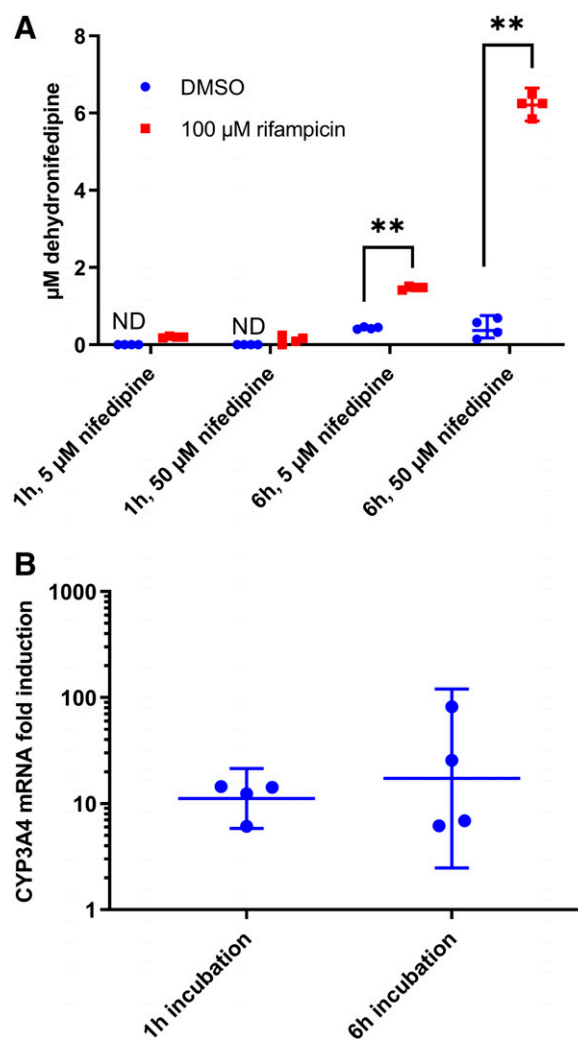 A
µM dehydronifedipine
8
6
4
2
0
DMSO
100 µM rifampicin
**
**
ND
ND
1h, 5 µM nifedipine
1h, 50 µM nifedipine
6h, 5 µM nifedipine
6h, 50 µM nifedipine
B
CYP3A4 mRNA fold induction
1000
100
10
1
1h incubation
6h incubation